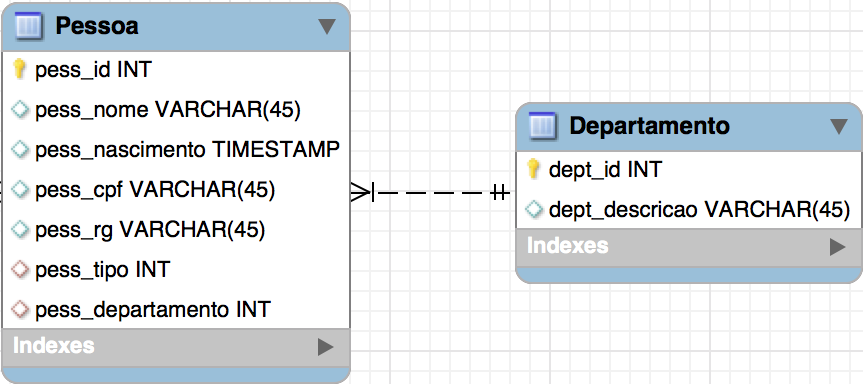 Pessoa
pess_id INT
pess_nome VARCHAR(45)
pess_nascimento TIMESTAMP
pess_cpf VARCHAR(45)
pess_rg VARCHAR(45)
pess_tipo INT
pess_departamento INT
Indexes
Departamento
dept_id INT
dept_descricao VARCHAR(45)
Indexes